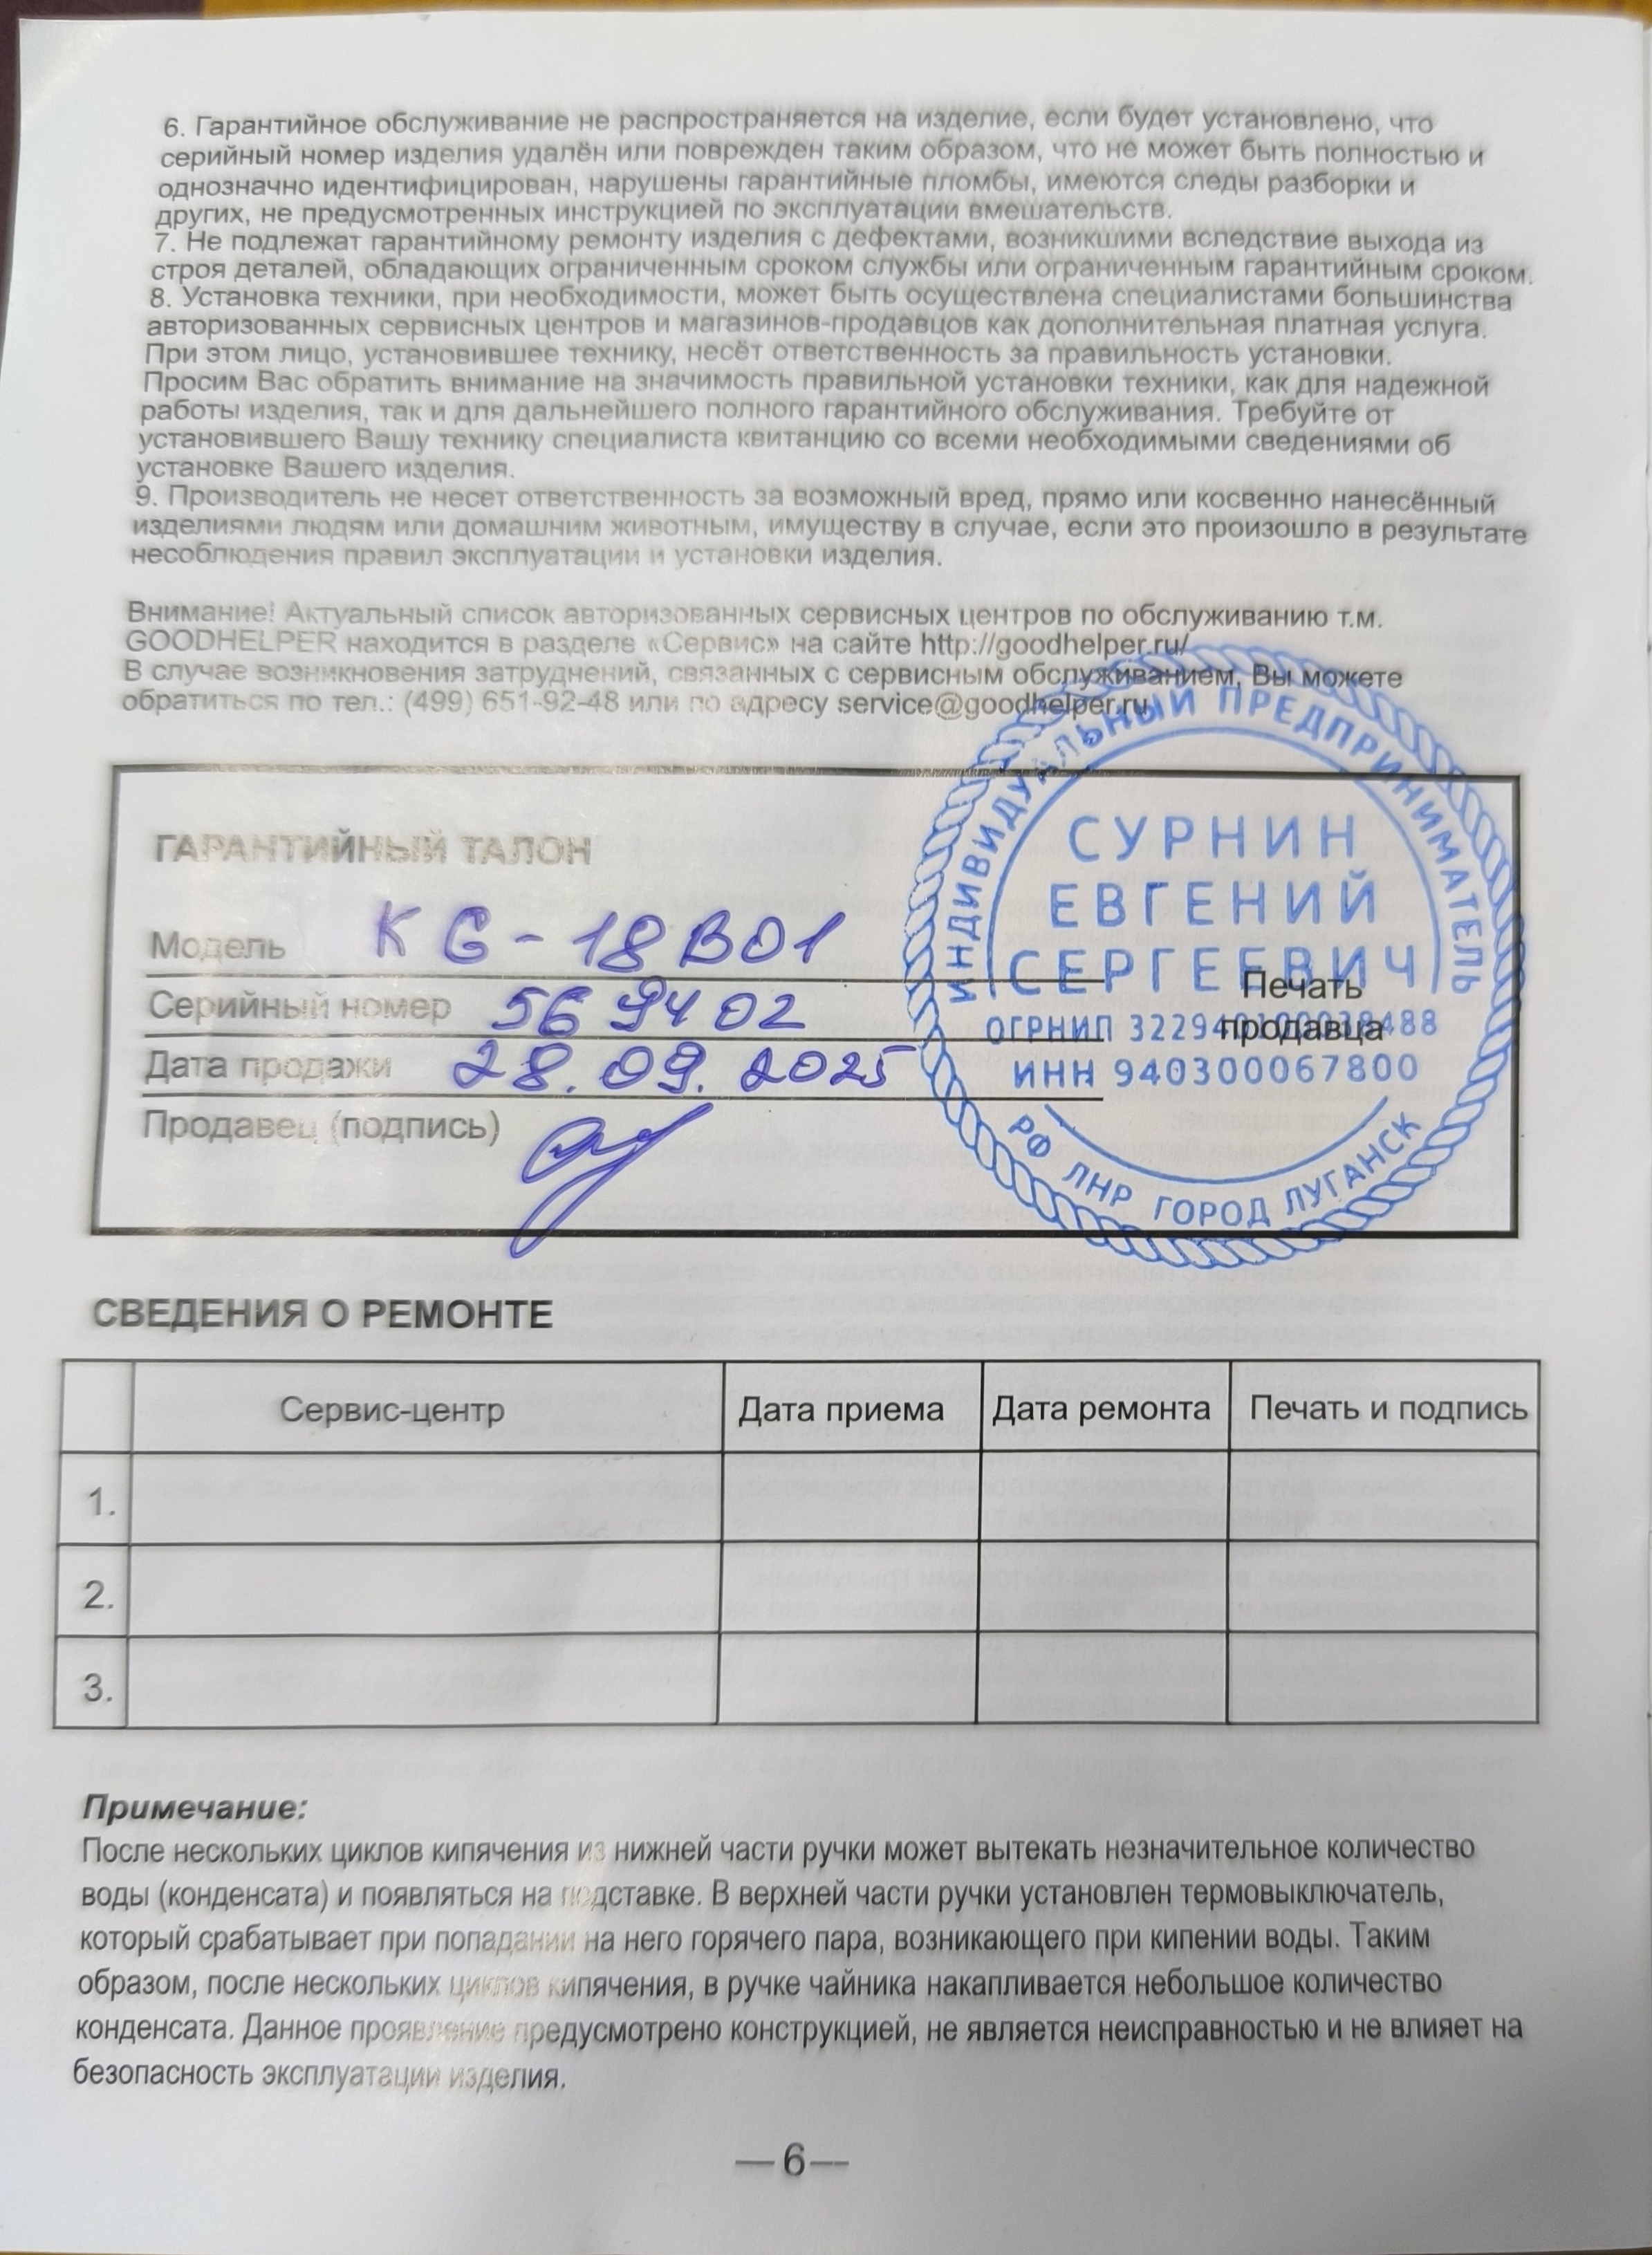 6. Гарантийное обслуживание не распространяется на изделие, если будет установлено, что
серийный номер изделия удалён или поврежден таким образом, что не может быть полностью и
однозначно идентифицирован, нарушены гарантийные пломбы, имеются следы разборки и
других, не предусмотренных инструкцией по эксплуатации вмешательств.
7. Не подлежат гарантийному ремонту изделия с дефектами, возникшими вследствие выхода из
строя деталей, обладающих ограниченным сроком службы или ограниченным гарантийным сроком.
8. Установка техники, при необходимости, может быть осуществлена специалистами большинства
авторизованных сервисных центров и магазинов-продавцов как дополнительная платная услуга.
При этом лицо, установившее технику, несёт ответственность за правильность установки.
Просим Вас обратить внимание на значимость правильной установки техники, как для надежной
работы изделия, так и для дальнейшего полного гарантийного обслуживания. Требуйте от
установившего Вашу технику специалиста квитанцию со всеми необходимыми сведениями об
установке Вашего изделия.
9. Производитель не несет ответственность за возможный вред, прямо или косвенно нанесённый
изделиями людям или домашним животным, имуществу в случае, если это произошло в результате
несоблюдения правил эксплуатации и установки изделия.
Внимание! Актуальный список авторизованных сервисных центров по обслуживанию т.м.
GOODHELPER находится в разделе «Сервис» на сайте http://goodhelper.ru/
В случае возникновения затруднений, связанных с сервисным обслуживанием, Вы можете
обратиться по тел.: (499) 651-92-48 или по адресу service@goodhelper.ru
ИНДИВИДУАЛЬНЫЙ ПРЕДПРИНИМАТЕЛЬ
СУРНИН
ЕВГЕНИЙ
СЕРГЕЕВИЧ
ОГРНИП
ИНН 940300067800
РФ ЛНР ГОРОД ЛУГАНСК
ГАРАНТИЙНЫЙ ТАЛОН
Модель KG-18B01
Серийный номер 569402
Дата продажи 28.09.2025
Продавец (подпись)
Печать
продавца
СВЕДЕНИЯ О РЕМОНТЕ
Сервис-центр Дата приема Дата ремонта Печать и подпись
1.
2.
3.
Примечание:
После нескольких циклов кипячения из нижней части ручки может вытекать незначительное количество
воды (конденсата) и появляться на подставке. В верхней части ручки установлен термовыключатель,
который срабатывает при попадании на него горячего пара, возникающего при кипении воды. Таким
образом, после нескольких циклов кипячения, в ручке чайника накапливается небольшое количество
конденсата. Данное проявление предусмотрено конструкцией, не является неисправностью и не влияет на
безопасность эксплуатации изделия.
—6—